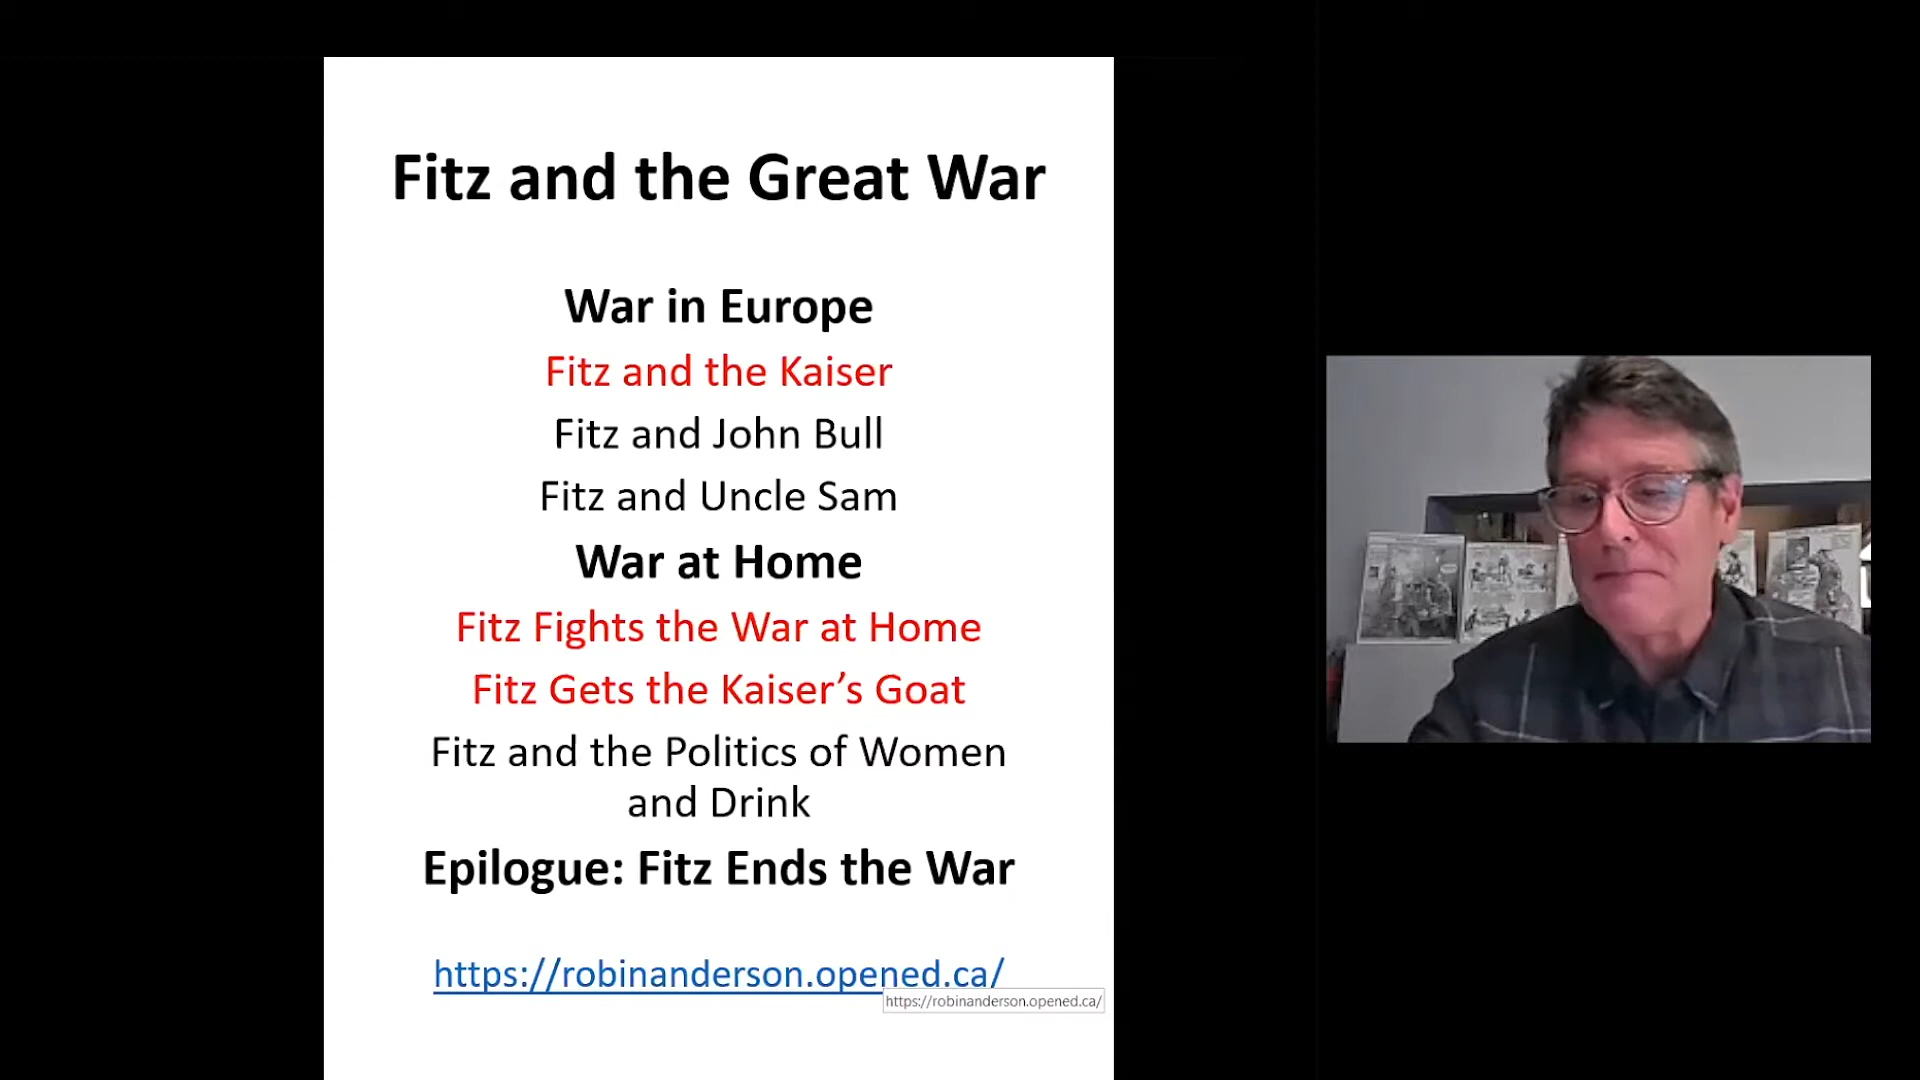 Fitz and the Great War
War in Europe
Fitz and the Kaiser
Fitz and John Bull
Fitz and Uncle Sam
War at Home
Fitz Fights the War at Home
Fitz Gets the Kaiser’s Goat
Fitz and the Politics of Women
and Drink
Epilogue: Fitz Ends the War
https://robinanderson.opened.ca/
https://robinanderson.opened.ca/